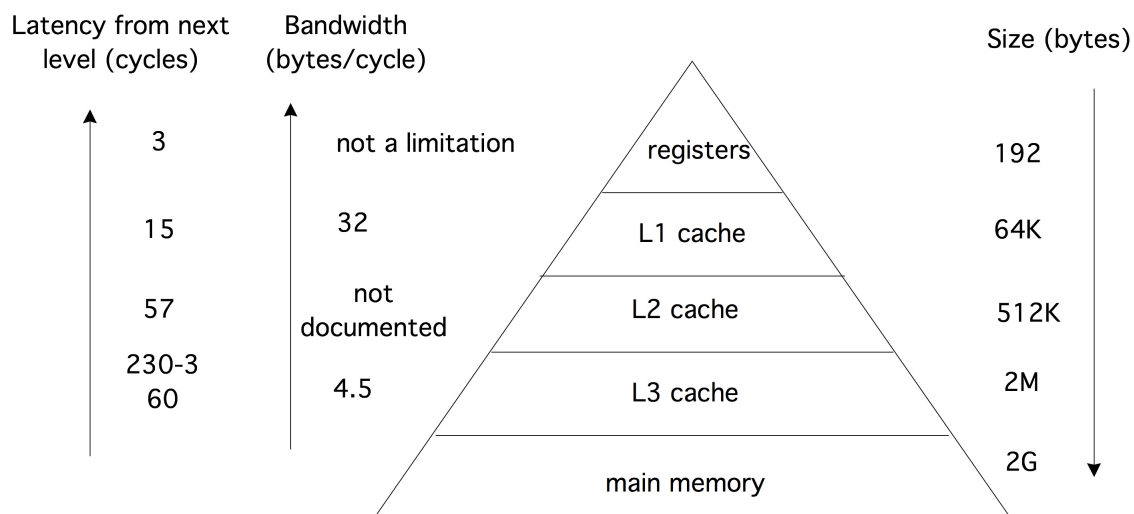 Latency from next
level (cycles)
Bandwidth
(bytes/cycle)
Size (bytes)
3
not a limitation
registers
192
15
32
L1 cache
64K
57
not
documented
L2 cache
512K
230-3
60
4.5
L3 cache
2M
main memory
2G